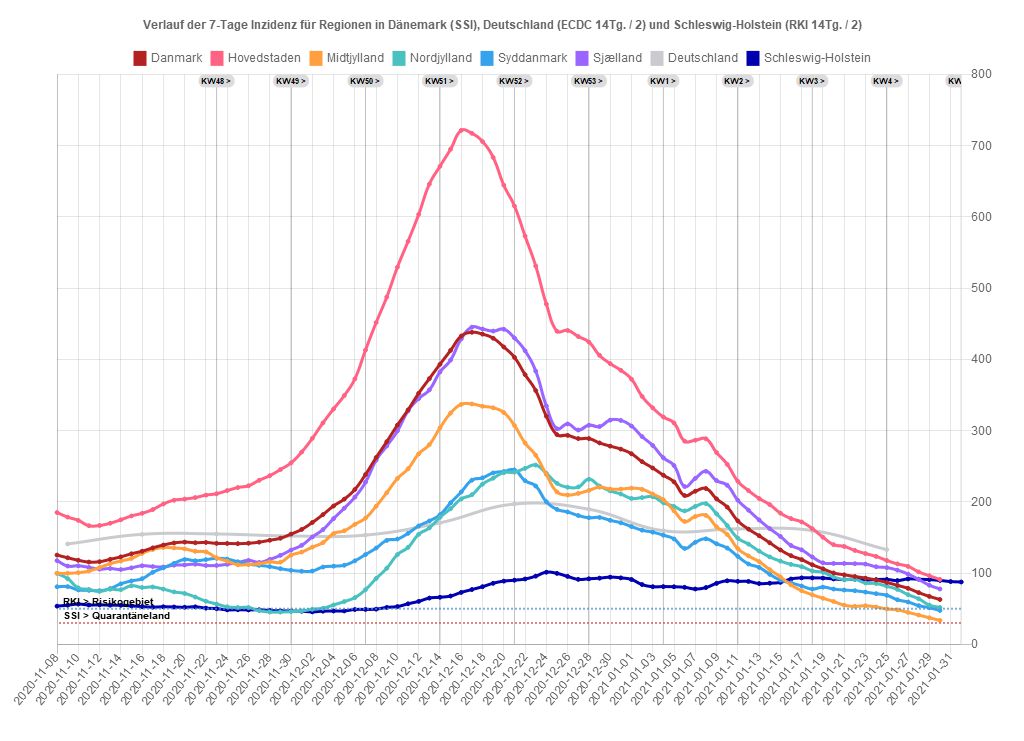 Verlauf der 7-Tage Inzidenz für Regionen in Dänemark (SSI), Deutschland (ECDC 14Tg. / 2) und Schleswig-Holstein (RKI 14Tg. / 2)
Danmark Hovedstaden Midtjylland Nordjylland Syddanmark Sjælland Deutschland Schleswig-Holstein
KW48 > KW49 > KW50 > KW51 > KW52 > KW53 > KW1 > KW2 > KW3 > KW4 > KW
800
700
600
500
400
300
200
100
0
RKI > Risikogebiet
SSI > Quarantäneland
2020-11-08 2020-11-10 2020-11-12 2020-11-14 2020-11-16 2020-11-18 2020-11-20 2020-11-22 2020-11-24 2020-11-26 2020-11-28 2020-11-30 2020-12-02 2020-12-04 2020-12-06 2020-12-08 2020-12-10 2020-12-12 2020-12-14 2020-12-16 2020-12-18 2020-12-20 2020-12-22 2020-12-24 2020-12-26 2020-12-28 2020-12-30 2021-01-01 2021-01-03 2021-01-05 2021-01-07 2021-01-09 2021-01-11 2021-01-13 2021-01-15 2021-01-17 2021-01-19 2021-01-21 2021-01-23 2021-01-25 2021-01-27 2021-01-29 2021-01-31